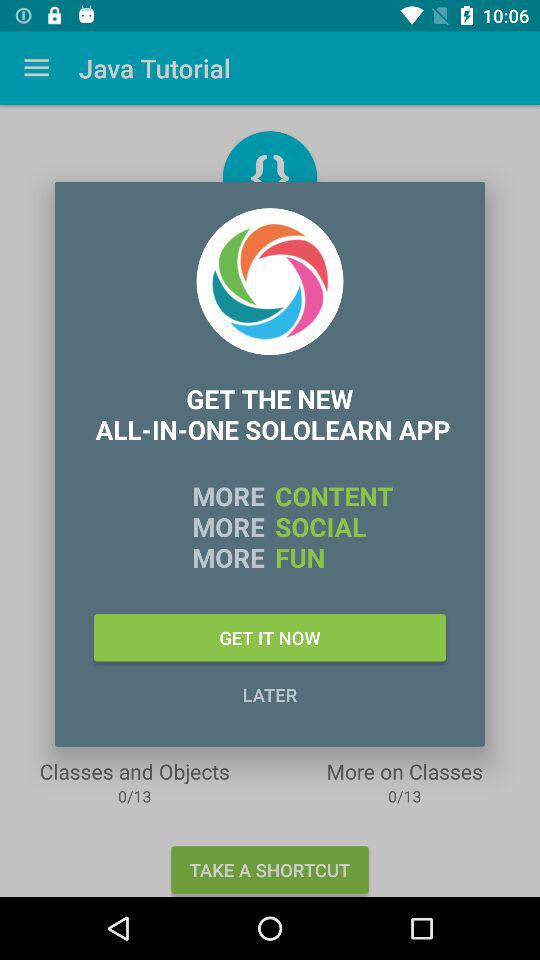 10:06
Java Tutorial
{ }
GET THE NEW
ALL-IN-ONE SOLOLEARN APP
MORE CONTENT
MORE SOCIAL
MORE FUN
GET IT NOW
LATER
Classes and Objects More on Classes
0/13 0/13
TAKE A SHORTCUT